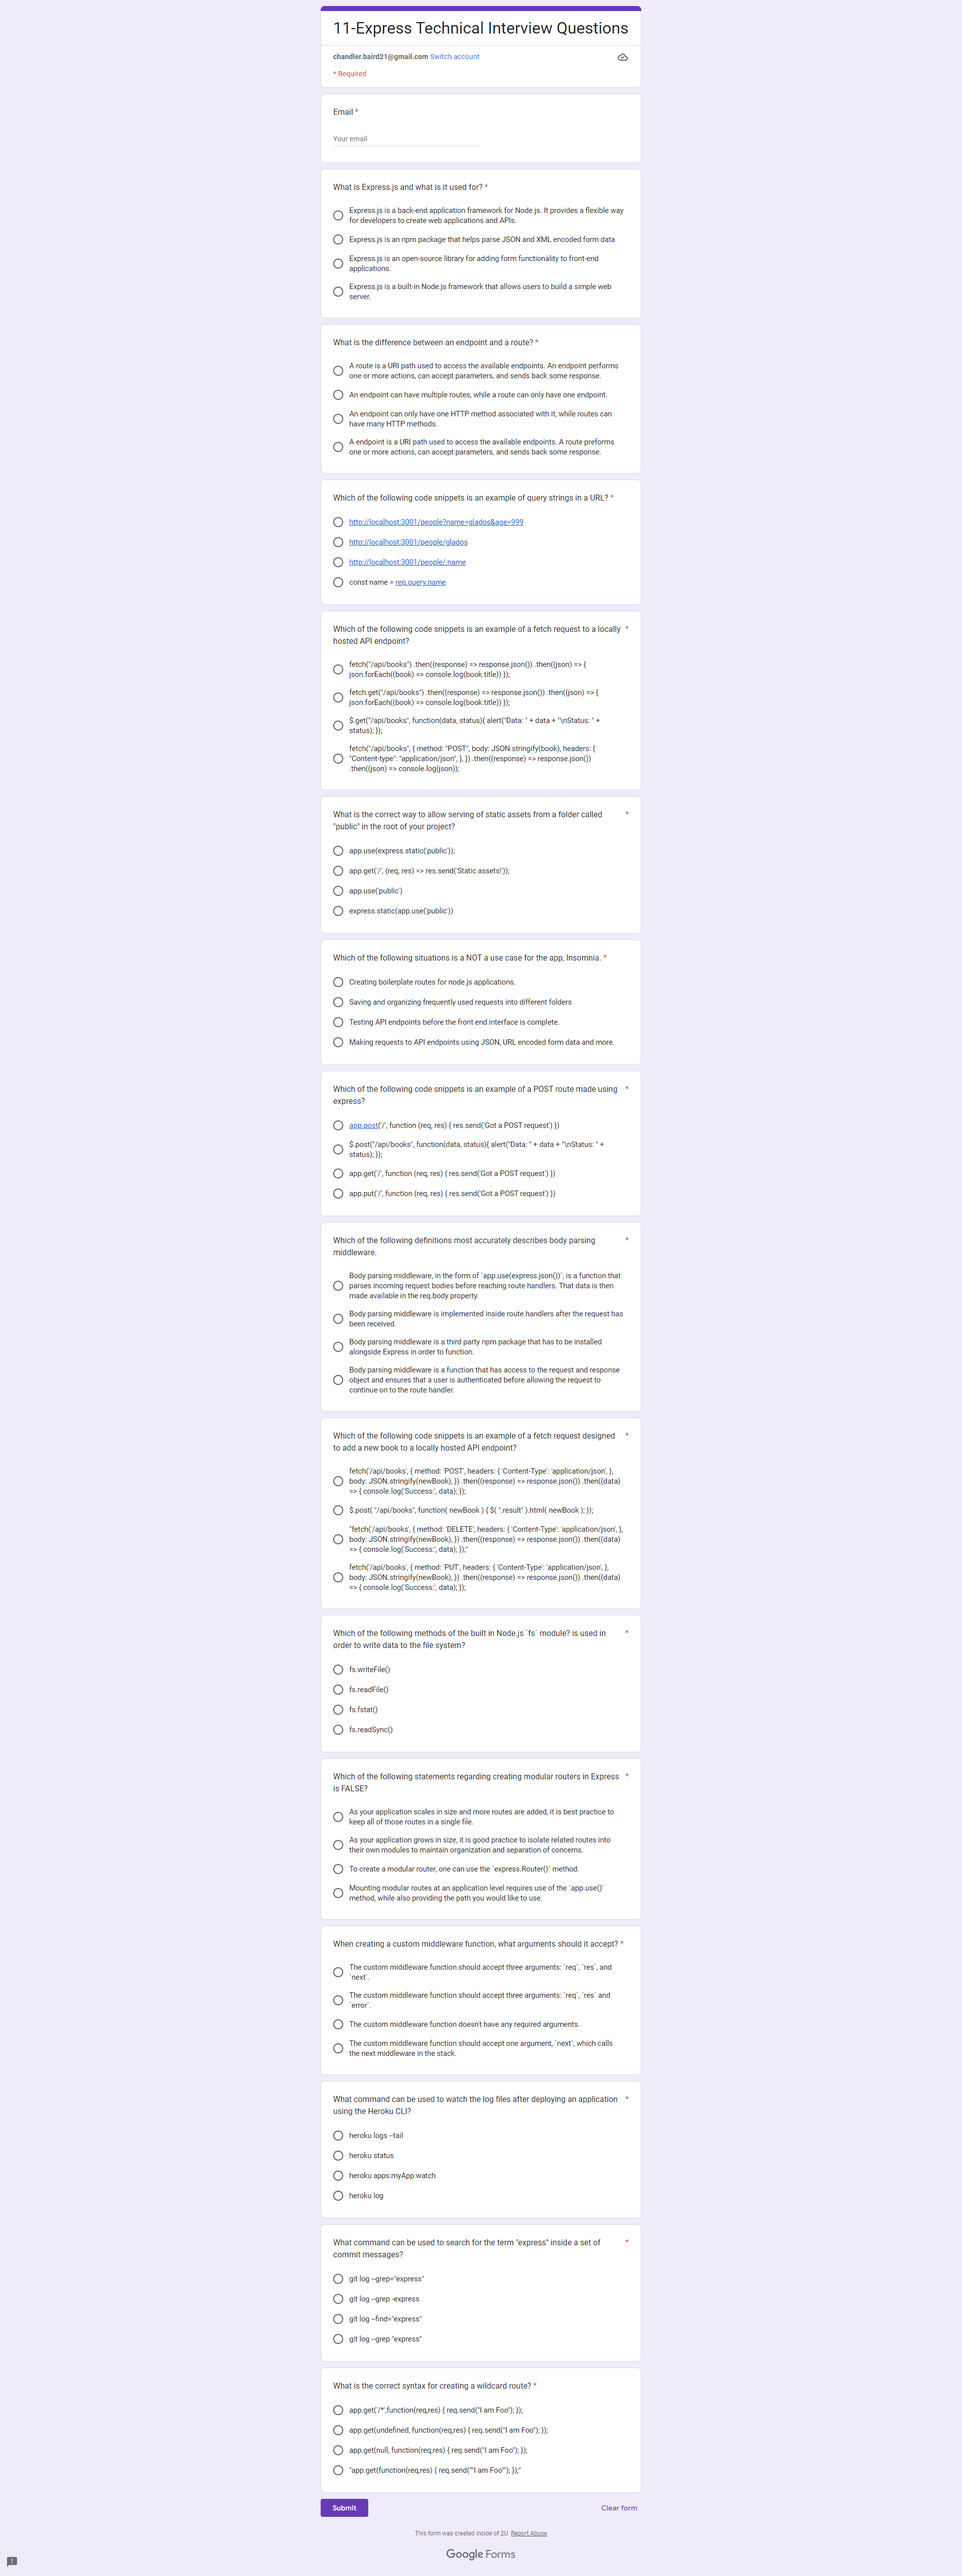 11-Express Technical Interview Questions
chandler.baird21@gmail.com Switch account
* Required
Email *
Your email
What is Express.js and what is it used for? *
Express.js is a back-end application framework for Node.js. It provides a flexible way
for developers to create web applications and APIs.
Express.js is an npm package that helps parse JSON and XML encoded form data
Express.js is an open-source library for adding form functionality to front-end
applications.
Express.js is a built-in Node.js framework that allows users to build a simple web
server.
What is the difference between an endpoint and a route? *
A route is a URI path used to access the available endpoints. An endpoint performs
one or more actions, can accept parameters, and sends back some response.
An endpoint can have multiple routes, while a route can only have one endpoint.
An endpoint can only have one HTTP method associated with it, while routes can
have many HTTP methods.
A endpoint is a URI path used to access the available endpoints. A route preforms
one or more actions, can accept parameters, and sends back some response.
Which of the following code snippets is an example of query strings in a URL? *
http://localhost:3001/people?name=glados&age=999
http://localhost:3001/people/glados
http://localhost:3001/people/:name
const name = req.query.name
Which of the following code snippets is an example of a fetch request to a locally *
hosted API endpoint?
fetch("/api/books") .then((response) => response.json()) .then((json) => {
json.forEach((book) => console.log(book.title)) });
fetch.get("/api/books") .then((response) => response.json()) .then((json) => {
json.forEach((book) => console.log(book.title)) });
$.get("/api/books", function(data, status){ alert("Data: " + data + "\nStatus: " +
status); });
fetch("/api/books", { method: "POST", body: JSON.stringify(book), headers: {
"Content-type": "application/json", }, }) .then((response) => response.json())
.then((json) => console.log(json));
What is the correct way to allow serving of static assets from a folder called *
"public" in the root of your project?
app.use(express.static('public'));
app.get('/', (req, res) => res.send('Static assets!'));
app.use('public')
express.static(app.use('public'))
Which of the following situations is a NOT a use case for the app, Insomnia. *
Creating boilerplate routes for node.js applications.
Saving and organizing frequently used requests into different folders
Testing API endpoints before the front end interface is complete.
Making requests to API endpoints using JSON, URL encoded form data and more.
Which of the following code snippets is an example of a POST route made using *
express?
app.post('/', function (req, res) { res.send('Got a POST request') })
$.post("/api/books", function(data, status){ alert("Data: " + data + "\nStatus: " +
status); });
app.get('/', function (req, res) { res.send('Got a POST request') })
app.put('/', function (req, res) { res.send('Got a POST request') })
Which of the following definitions most accurately describes body parsing *
middleware.
Body parsing middleware, in the form of `app.use(express.json())`, is a function that
parses incoming request bodies before reaching route handlers. That data is then
made available in the req.body property.
Body parsing middleware is implemented inside route handlers after the request has
been received.
Body parsing middleware is a third party npm package that has to be installed
alongside Express in order to function.
Body parsing middleware is a function that has access to the request and response
object and ensures that a user is authenticated before allowing the request to
continue on to the route handler.
Which of the following code snippets is an example of a fetch request designed *
to add a new book to a locally hosted API endpoint?
fetch('/api/books', { method: 'POST', headers: { 'Content-Type': 'application/json', },
body: JSON.stringify(newBook), }) .then((response) => response.json()) .then((data)
=> { console.log('Success:', data); });
$.post( "/api/books", function( newBook ) { $( ".result" ).html( newBook ); });
"fetch('/api/books', { method: 'DELETE', headers: { 'Content-Type': 'application/json', },
body: JSON.stringify(newBook), }) .then((response) => response.json()) .then((data)
=> { console.log('Success:', data); });"
fetch('/api/books', { method: 'PUT', headers: { 'Content-Type': 'application/json', },
body: JSON.stringify(newBook), }) .then((response) => response.json()) .then((data)
=> { console.log('Success:', data); });
Which of the following methods of the built in Node.js `fs` module? is used in *
order to write data to the file system?
fs.writeFile()
fs.readFile()
fs.fstat()
fs.readSync()
Which of the following statements regarding creating modular routers in Express *
is FALSE?
As your application scales in size and more routes are added, it is best practice to
keep all of those routes in a single file.
As your application grows in size, it is good practice to isolate related routes into
their own modules to maintain organization and separation of concerns.
To create a modular router, one can use the `express.Router()` method.
Mounting modular routes at an application level requires use of the `app.use()`
method, while also providing the path you would like to use.
When creating a custom middleware function, what arguments should it accept? *
The custom middleware function should accept three arguments: `req`, `res`, and
`next`.
The custom middleware function should accept three arguments: `req`, `res` and
`error`.
The custom middleware function doesn't have any required arguments.
The custom middleware function should accept one argument, `next`, which calls
the next middleware in the stack.
What command can be used to watch the log files after deploying an application *
using the Heroku CLI?
heroku logs --tail
heroku status
heroku apps:myApp watch
heroku log
What command can be used to search for the term "express" inside a set of *
commit messages?
git log --grep="express"
git log --grep -express
git log --find="express"
git log --grep "express"
What is the correct syntax for creating a wildcard route? *
app.get('/*',function(req,res) { req.send("I am Foo"); });
app.get(undefined, function(req,res) { req.send("I am Foo"); });
app.get(null, function(req,res) { req.send("I am Foo"); });
"app.get(function(req,res) { req.send(""I am Foo""); });"
Submit
Clear form
This form was created inside of 2U. Report Abuse
Google Forms